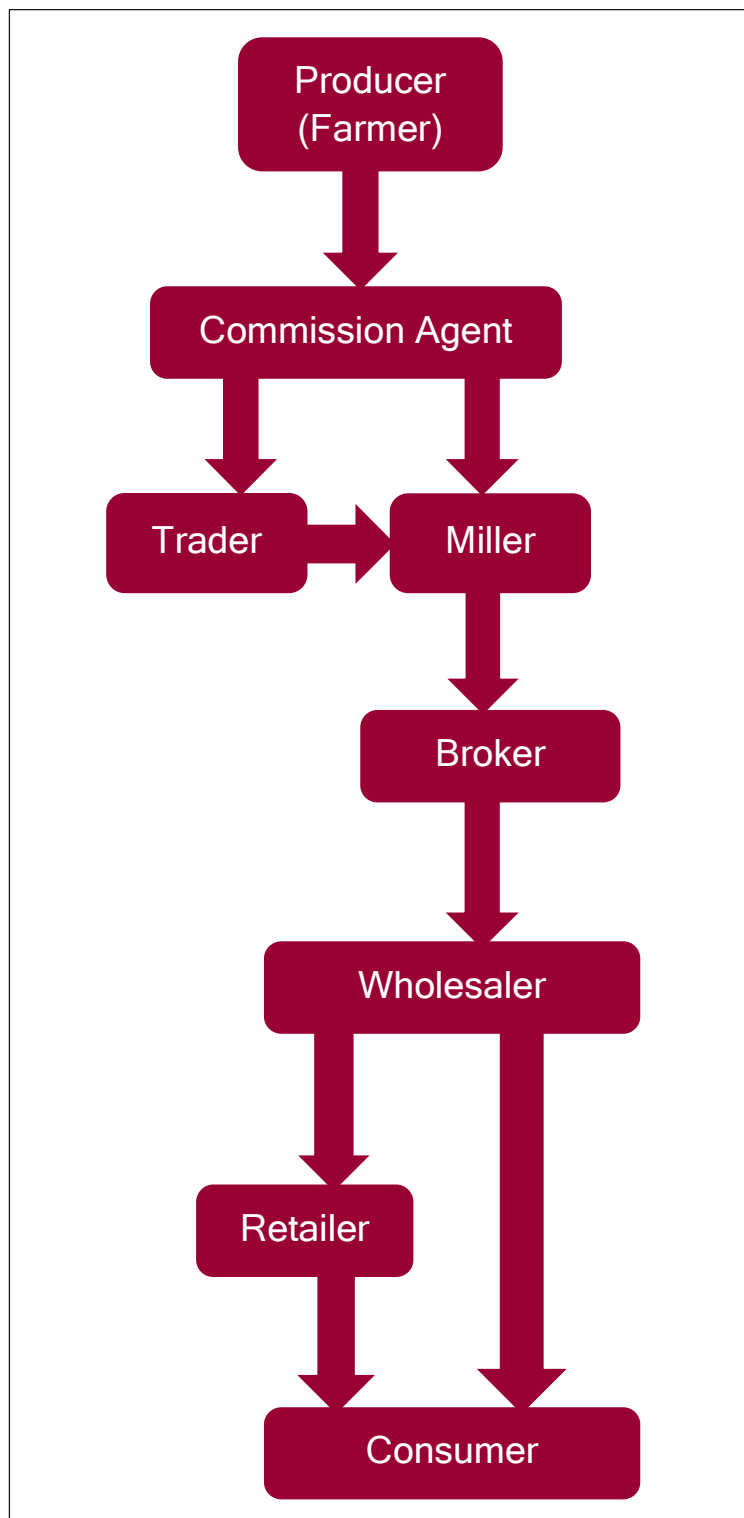 Producer
(Farmer)
Commission Agent
Trader
Miller
Broker
Wholesaler
Retailer
Consumer